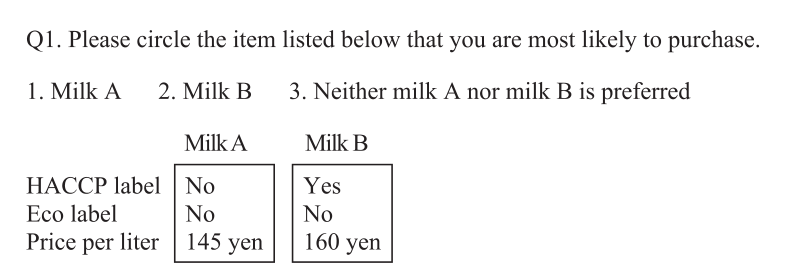 Q1. Please circle the item listed below that you are most likely to purchase.
1. Milk A 2. Milk B 3. Neither milk A nor milk B is preferred
Milk A Milk B
HACCP label No Yes
Eco label No No
Price per liter 145 yen 160 yen